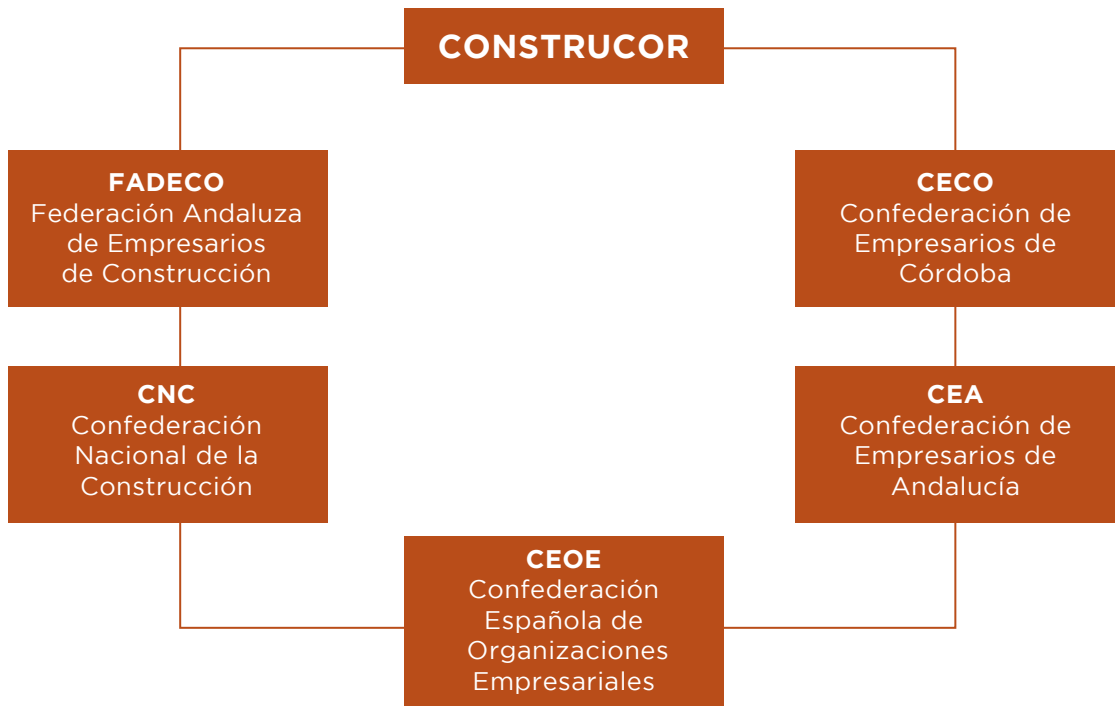 CONSTRUCOR
FADECO
Federación Andaluza
de Empresarios
de Construcción
CECO
Confederación de
Empresarios de
Córdoba
CNC
Confederación
Nacional de la
Construcción
CEA
Confederación de
Empresarios de
Andalucía
CEOE
Confederación
Española de
Organizaciones
Empresariales